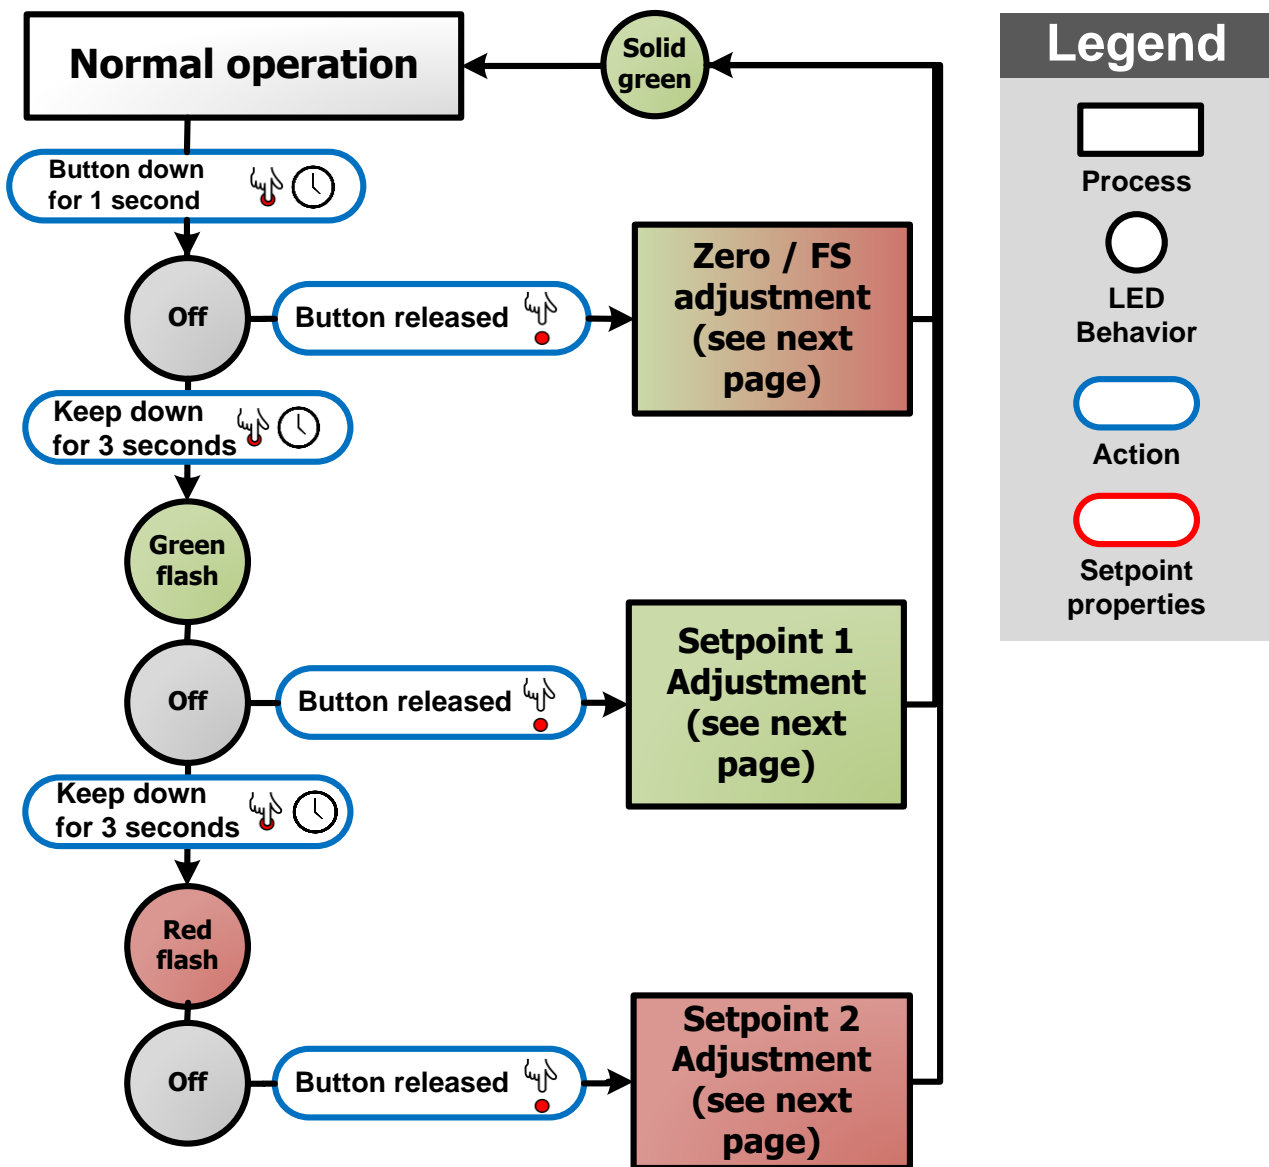 Normal operation
Solid
green
Button down
for 1 second
Off
Button released
Zero / FS
adjustment
(see next
page)
Keep down
for 3 seconds
Green
flash
Off
Button released
Setpoint 1
Adjustment
(see next
page)
Keep down
for 3 seconds
Red
flash
Off
Button released
Setpoint 2
Adjustment
(see next
page)
Legend
Process
LED
Behavior
Action
Setpoint
properties